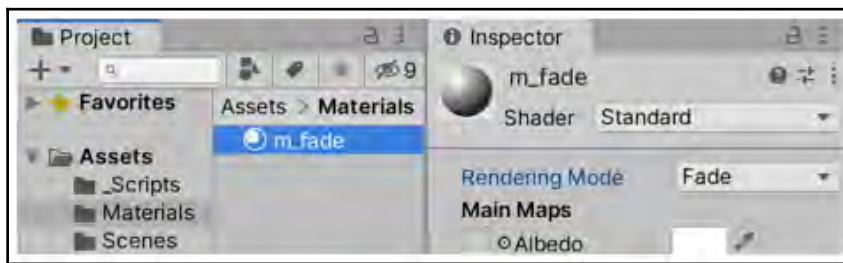 Project
9
Favorites
Assets > Materials
m_fade
Assets
_Scripts
Materials
Scenes
Inspector
m_fade
Shader Standard
Rendering Mode Fade
Main Maps
Albedo